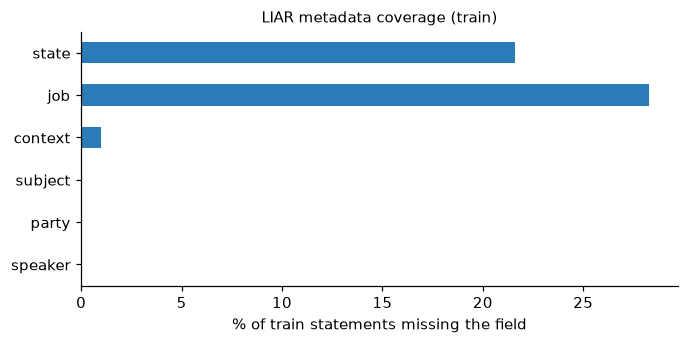 LIAR metadata coverage (train)
state
job
context
subject
party
speaker
0 5 10 15 20 25
% of train statements missing the field